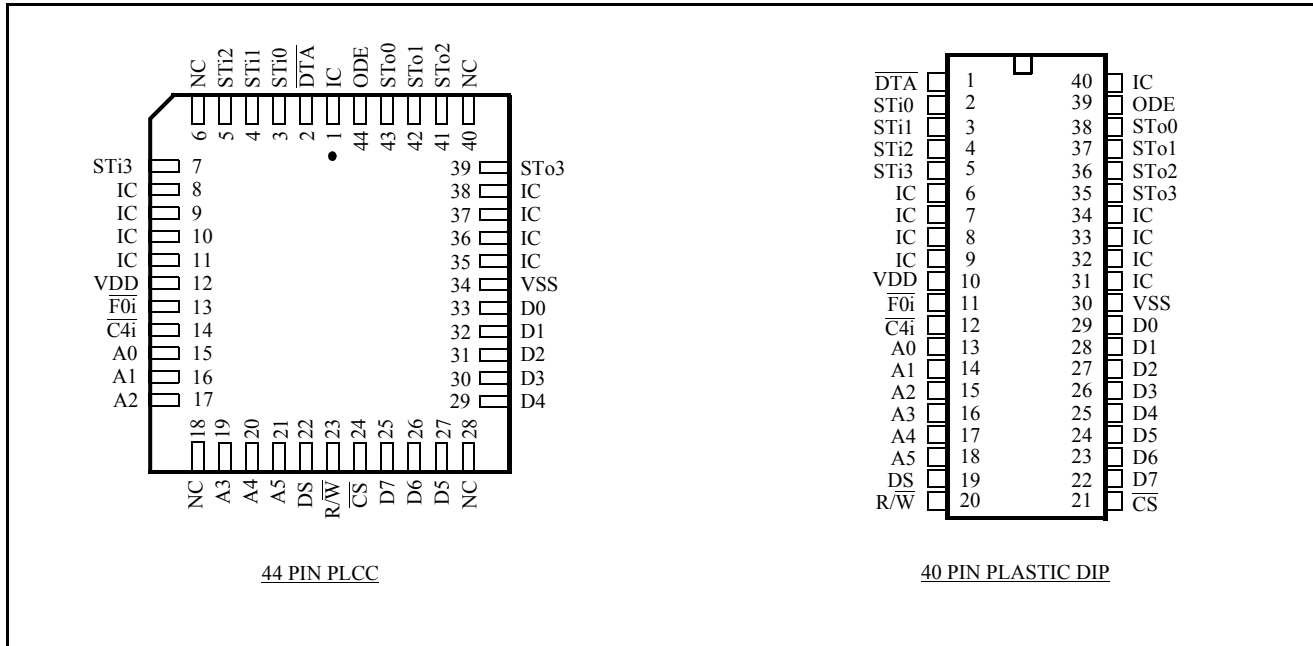 NC STi2 STi1 STi0 D̅T̅A̅ IC ODE STo0 STo1 STo2 NC
6 5 4 3 2 1 44 43 42 41 40
STi3 7 39 STo3
IC 8 38 IC
IC 9 37 IC
IC 10 36 IC
IC 11 35 IC
VDD 12 34 VSS
F̅0̅i̅ 13 33 D0
C̅4̅i̅ 14 32 D1
A0 15 31 D2
A1 16 30 D3
A2 17 29 D4
18 19 20 21 22 23 24 25 26 27 28
NC A3 A4 A5 DS R/W̅ C̅S̅ D7 D6 D5 NC
44 PIN PLCC
D̅T̅A̅ 1 40 IC
STi0 2 39 ODE
STi1 3 38 STo0
STi2 4 37 STo1
STi3 5 36 STo2
IC 6 35 STo3
IC 7 34 IC
IC 8 33 IC
IC 9 32 IC
VDD 10 31 IC
F̅0̅i̅ 11 30 VSS
C̅4̅i̅ 12 29 D0
A0 13 28 D1
A1 14 27 D2
A2 15 26 D3
A3 16 25 D4
A4 17 24 D5
A5 18 23 D6
DS 19 22 D7
R/W̅ 20 21 C̅S̅
40 PIN PLASTIC DIP